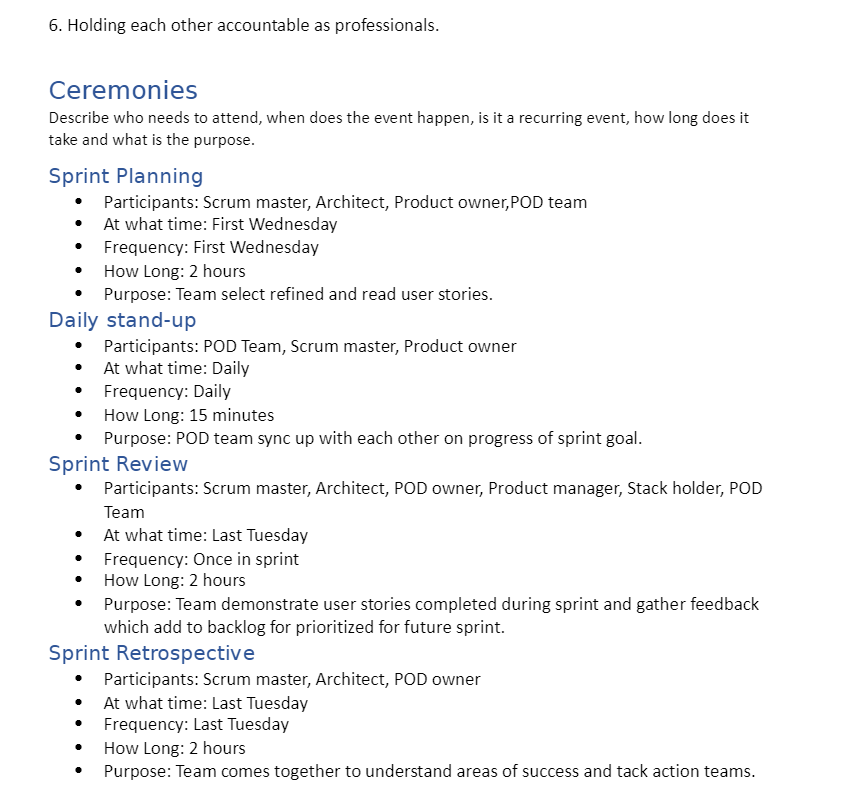 6. Holding each other accountable as professionals.
Ceremonies
Describe who needs to attend, when does the event happen, is it a recurring event, how long does it
take and what is the purpose.
Sprint Planning
• Participants: Scrum master, Architect, Product owner,POD team
• At what time: First Wednesday
• Frequency: First Wednesday
• How Long: 2 hours
• Purpose: Team select refined and read user stories.
Daily stand-up
• Participants: POD Team, Scrum master, Product owner
• At what time: Daily
• Frequency: Daily
• How Long: 15 minutes
• Purpose: POD team sync up with each other on progress of sprint goal.
Sprint Review
• Participants: Scrum master, Architect, POD owner, Product manager, Stack holder, POD
Team
• At what time: Last Tuesday
• Frequency: Once in sprint
• How Long: 2 hours
• Purpose: Team demonstrate user stories completed during sprint and gather feedback
which add to backlog for prioritized for future sprint.
Sprint Retrospective
• Participants: Scrum master, Architect, POD owner
• At what time: Last Tuesday
• Frequency: Last Tuesday
• How Long: 2 hours
• Purpose: Team comes together to understand areas of success and tack action teams.